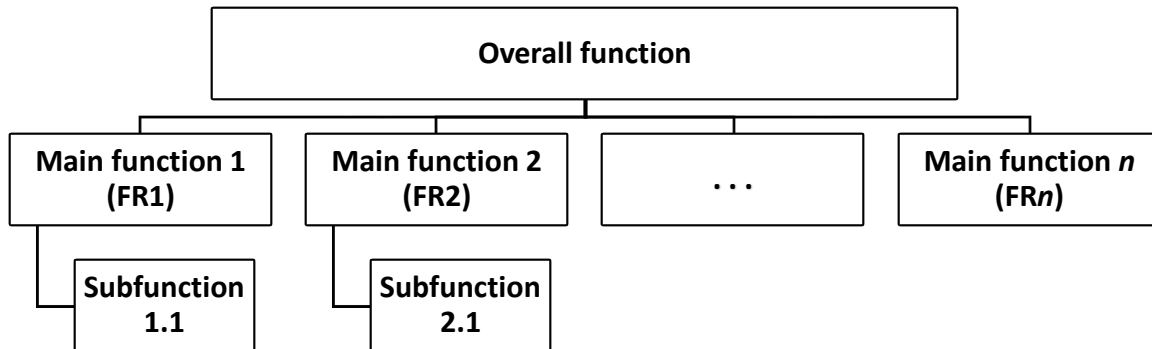 Overall function
Main function 1
(FR1)
Main function 2
(FR2)
. . .
Main function n
(FRn)
Subfunction
1.1
Subfunction
2.1